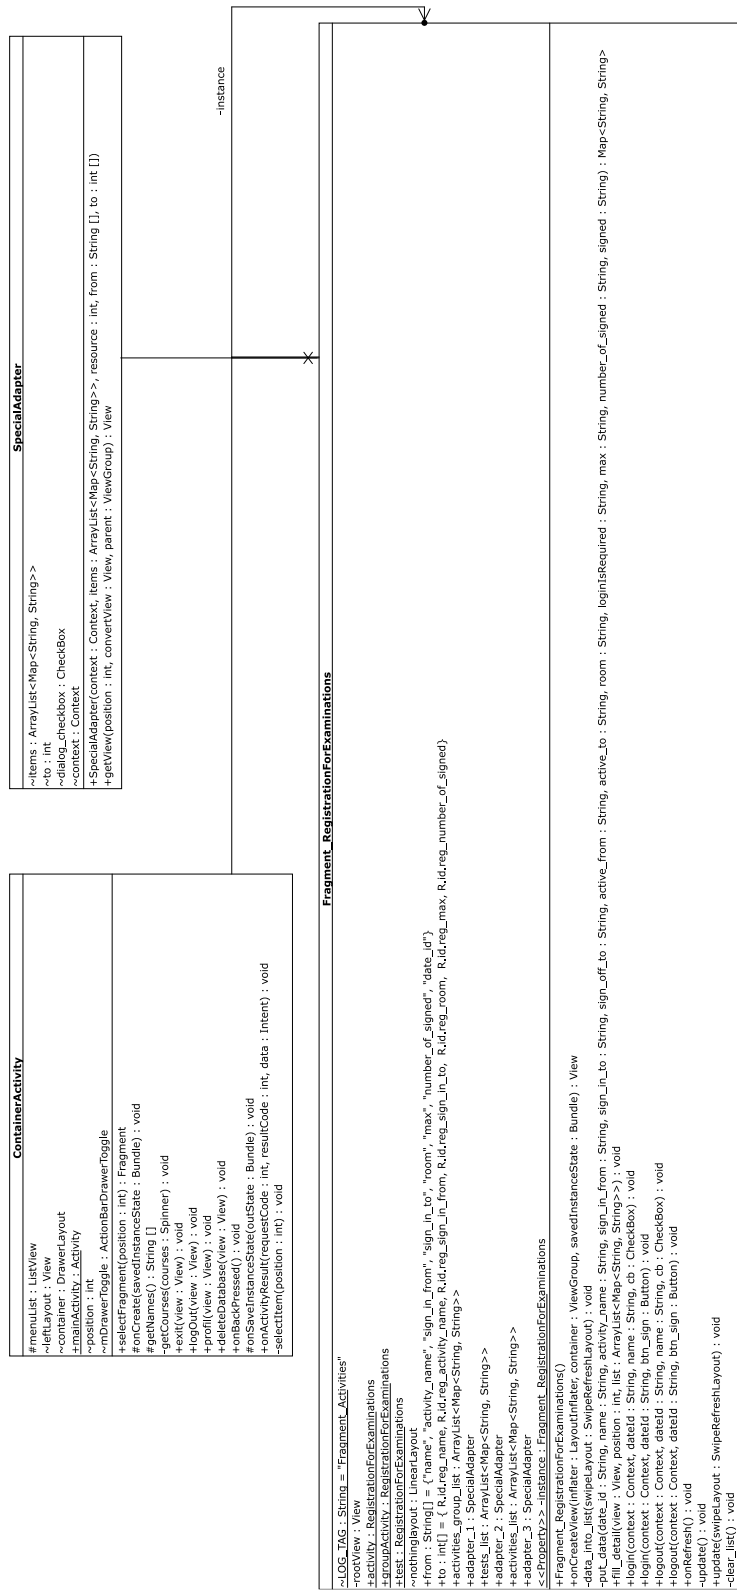 SpecialAdapter
~items : ArrayList<Map<String, String>>
~to : int
~dialog_checkbox : CheckBox
~context : Context
+SpecialAdapter(context : Context, items : ArrayList<Map<String, String>>, resource : int, from : String [], to : int [])
+getView(position : int, convertView : View, parent : ViewGroup) : View
ContainerActivity
#menuList : ListView
~leftLayout : View
~container : DrawerLayout
+mainActivity : Activity
~position : int
~mDrawerToggle : ActionBarDrawerToggle
+selectFragment(position : int) : Fragment
#onCreate(savedInstanceState : Bundle) : void
#getNames() : String []
-getCourses(courses : Spinner) : void
+exit(view : View) : void
+logOut(view : View) : void
+profil(view : View) : void
+deleteDatabase(view : View) : void
+onBackPressed() : void
#onSaveInstanceState(outState : Bundle) : void
+onActivityResult(requestCode : int, resultCode : int, data : Intent) : void
-selectItem(position : int) : void
-instance
Fragment_RegistrationForExaminations
~LOG_TAG : String = "Fragment_Activities"
-rootView : View
+activity : RegistrationForExaminations
+groupActivity : RegistrationForExaminations
+test : RegistrationForExaminations
~nothinglayout : LinearLayout
+from : String[] = {"name", "activity_name", "sign_in_from", "sign_in_to", "room", "max", "number_of_signed", "date_id"}
+to : int[] = { R.id.reg_name, R.id.reg_activity_name, R.id.reg_sign_in_from, R.id.reg_sign_in_to, R.id.reg_room, R.id.reg_max, R.id.reg_number_of_signed}
+activities_group_list : ArrayList<Map<String, String>>
+adapter_1 : SpecialAdapter
+tests_list : ArrayList<Map<String, String>>
+adapter_2 : SpecialAdapter
+activities_list : ArrayList<Map<String, String>>
+adapter_3 : SpecialAdapter
<<Property>> -instance : Fragment_RegistrationForExaminations
+Fragment_RegistrationForExaminations()
+onCreateView(inflater : LayoutInflater, container : ViewGroup, savedInstanceState : Bundle) : View
-data_into_list(swipeLayout : SwipeRefreshLayout) : void
-put_data(date_id : String, name : String, activity_name : String, sign_in_from : String, sign_in_to : String, sign_off_to : String, active_from : String, active_to : String, room : String, loginIsRequired : String, max : String, number_of_signed : String, signed : String) : Map<String, String>
+fill_detail(view : View, position : int, list : ArrayList<Map<String, String>>) : void
+login(context : Context, dateId : String, name : String, cb : CheckBox) : void
+login(context : Context, dateId : String, btn_sign : Button) : void
+logout(context : Context, dateId : String, name : String, cb : CheckBox) : void
+logout(context : Context, dateId : String, btn_sign : Button) : void
+onRefresh() : void
-update() : void
+update(swipeLayout : SwipeRefreshLayout) : void
-clear_list() : void